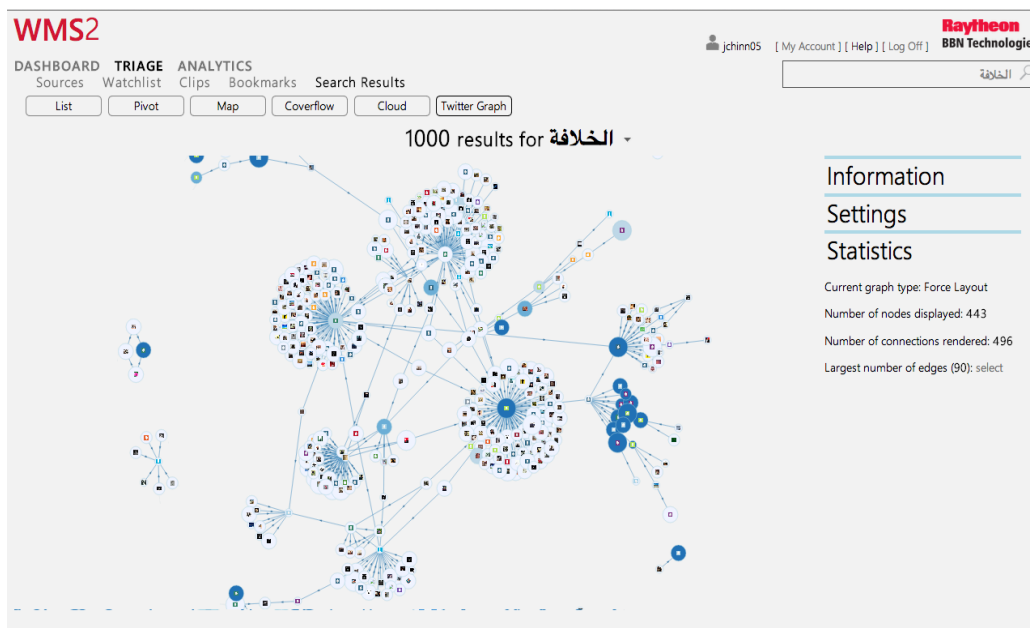 WMS2
Raytheon
BBN Technologie
jchinn05 [ My Account ] [ Help ] [ Log Off ]
DASHBOARD TRIAGE ANALYTICS
Sources Watchlist Clips Bookmarks Search Results
الخلافة
List Pivot Map Coverflow Cloud Twitter Graph
1000 results for الخلافة
Information
Settings
Statistics
Current graph type: Force Layout
Number of nodes displayed: 443
Number of connections rendered: 496
Largest number of edges (90): select